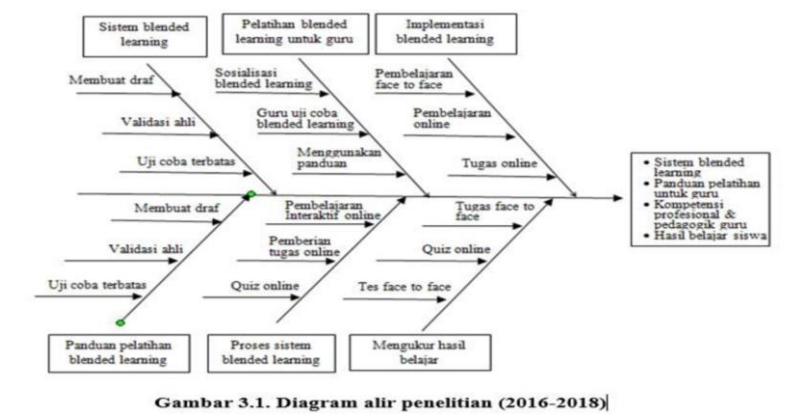 Sistem blended
learning
Pelatihan blended
learning untuk guru
Implementasi
blended learning
Membuat draf
Validasi ahli
Uji coba terbatas
Sosialisasi
blended learning
Guru uji coba
blended learning
Menggunakan
panduan
Pembelajaran
face to face
Pembelajaran
online
Tugas online
• Sistem blended
learning
• Panduan pelatihan
untuk guru
• Kompetensi
profesional &
pedagogik guru
• Hasil belajar siswa
Membuat draf
Validasi ahli
Uji coba terbatas
Pembelajaran
Interaktif online
Pemberian
tugas online
Quiz online
Tugas face to
face
Quiz online
Tes face to face
Panduan pelatihan
blended learning
Proses sistem
blended learning
Mengukur hasil
belajar
Gambar 3.1. Diagram alir penelitian (2016-2018)